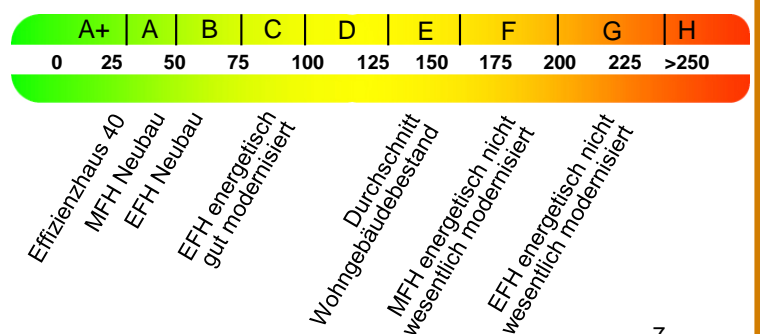 A+ A B C D E F G H
0 25 50 75 100 125 150 175 200 225 >250
Effizienzhaus 40
MFH Neubau
EFH Neubau
EFH energetisch
gut modernisiert
Durchschnitt
Wohngebäudebestand
MFH energetisch nicht
wesentlich modernisiert
EFH energetisch nicht
wesentlich modernisiert
7